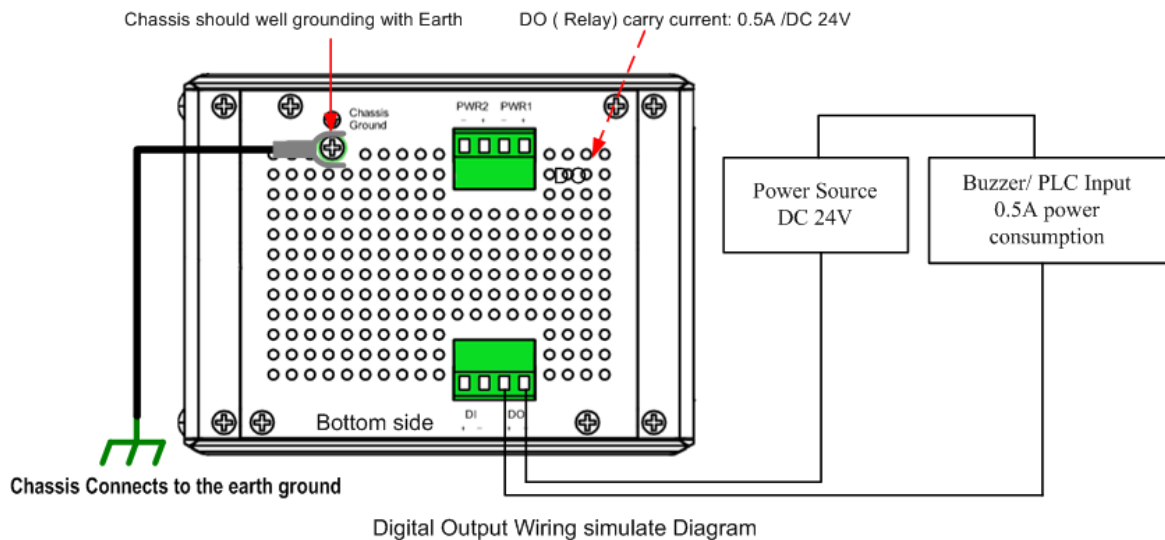 Chassis should well grounding with Earth
DO ( Relay) carry current: 0.5A /DC 24V
Chassis
Ground
PWR2 PWR1
- + - +
DO
Power Source
DC 24V
Buzzer/ PLC Input
0.5A power
consumption
DI DO
+ - + -
Bottom side
Chassis Connects to the earth ground
Digital Output Wiring simulate Diagram